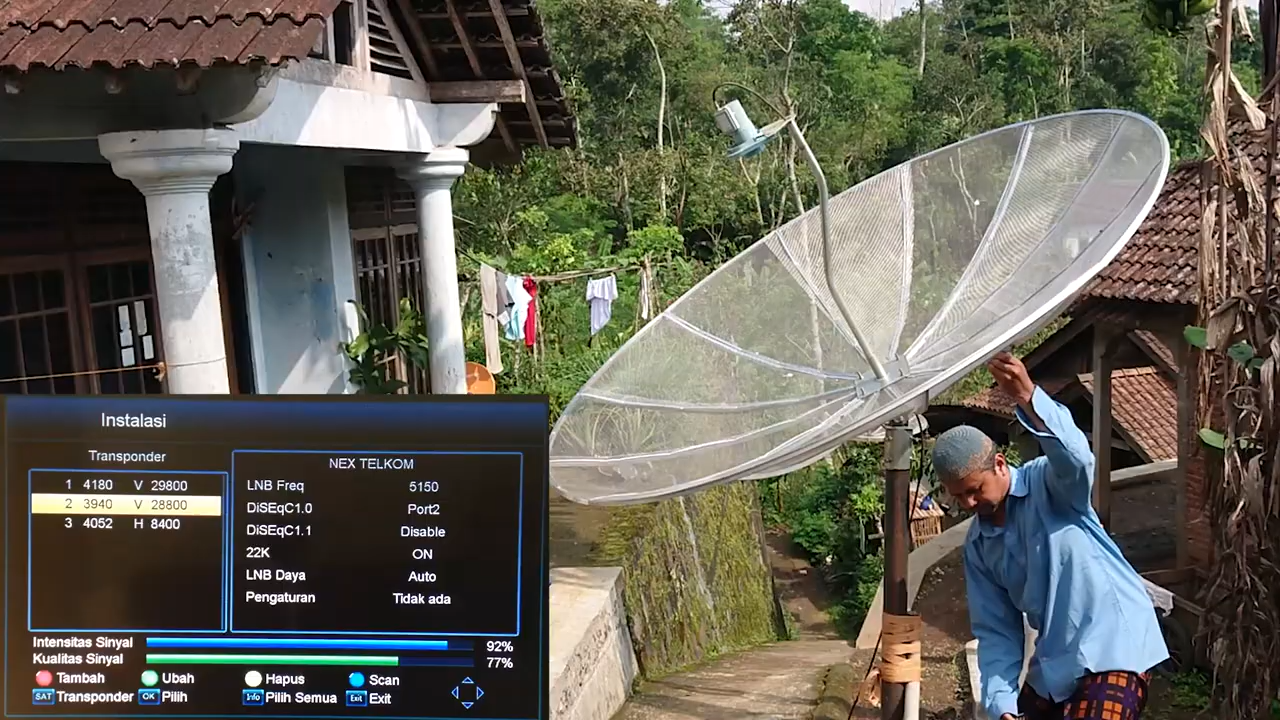 Instalasi
Transponder
1 4180 V 29800
2 3940 V 28800
3 4052 H 8400
NEX TELKOM
LNB Freq 5150
DiSEqC1.0 Port2
DiSEqC1.1 Disable
22K ON
LNB Daya Auto
Pengaturan Tidak ada
Intensitas Sinyal 92%
Kualitas Sinyal 77%
Tambah Ubah Hapus Scan
SAT Transponder OK Pilih Info Pilih Semua Exit Exit